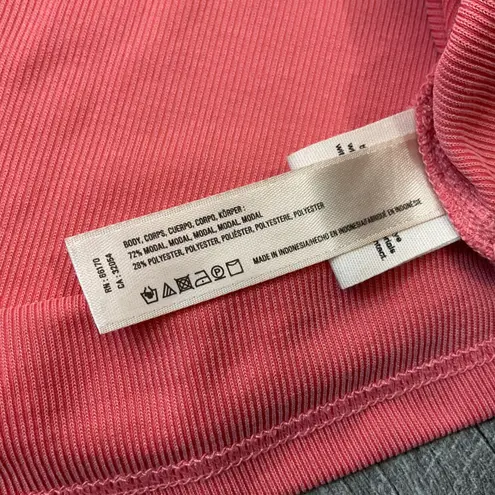 BODY, CORPS, CUERPO, CORPO, KÖRPER :
72% MODAL, MODAL, MODAL, MODAL, MODAL
28% POLYESTER, POLYESTER, POLIÉSTER, POLIESTERE, POLYESTER
MADE IN INDONESIA/HECHO EN INDONESIA/FABRIQUÉ EN INDONÉSIE
RN : 86170
CA : 32054